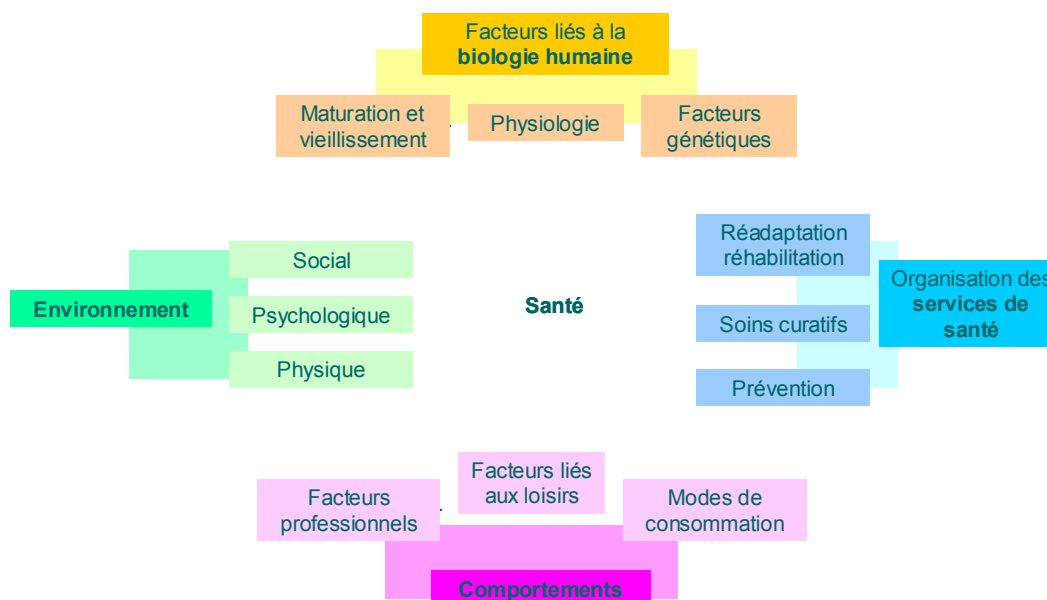 Facteurs liés à la
biologie humaine
Maturation et
vieillissement
Physiologie
Facteurs
génétiques
Environnement
Social
Psychologique
Physique
Santé
Réadaptation
réhabilitation
Soins curatifs
Prévention
Organisation des
services de
santé
Facteurs
professionnels
Facteurs liés
aux loisirs
Modes de
consommation
Comportements